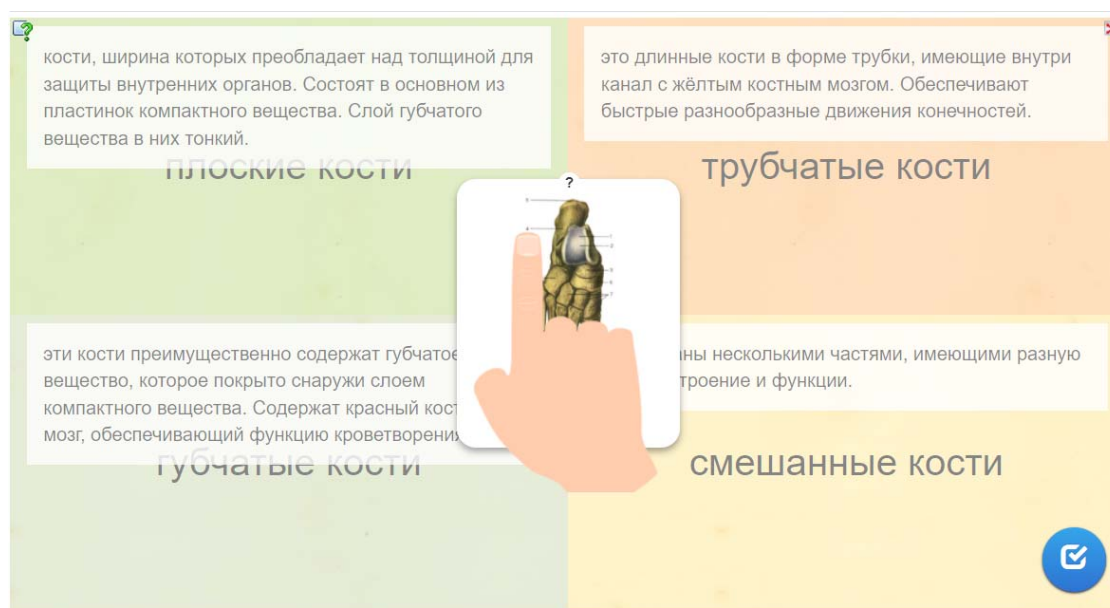 кости, ширина которых преобладает над толщиной для
защиты внутренних органов. Состоят в основном из
пластинок компактного вещества. Слой губчатого
вещества в них тонкий.
плоские кости
это длинные кости в форме трубки, имеющие внутри
канал с жёлтым костным мозгом. Обеспечивают
быстрые разнообразные движения конечностей.
трубчатые кости
?
эти кости преимущественно содержат губчатое
вещество, которое покрыто снаружи слоем
компактного вещества. Содержат красный кост
мозг, обеспечивающий функцию кроветворения
губчатые кости
несколькими частями, имеющими разную
и функции.
смешанные кости